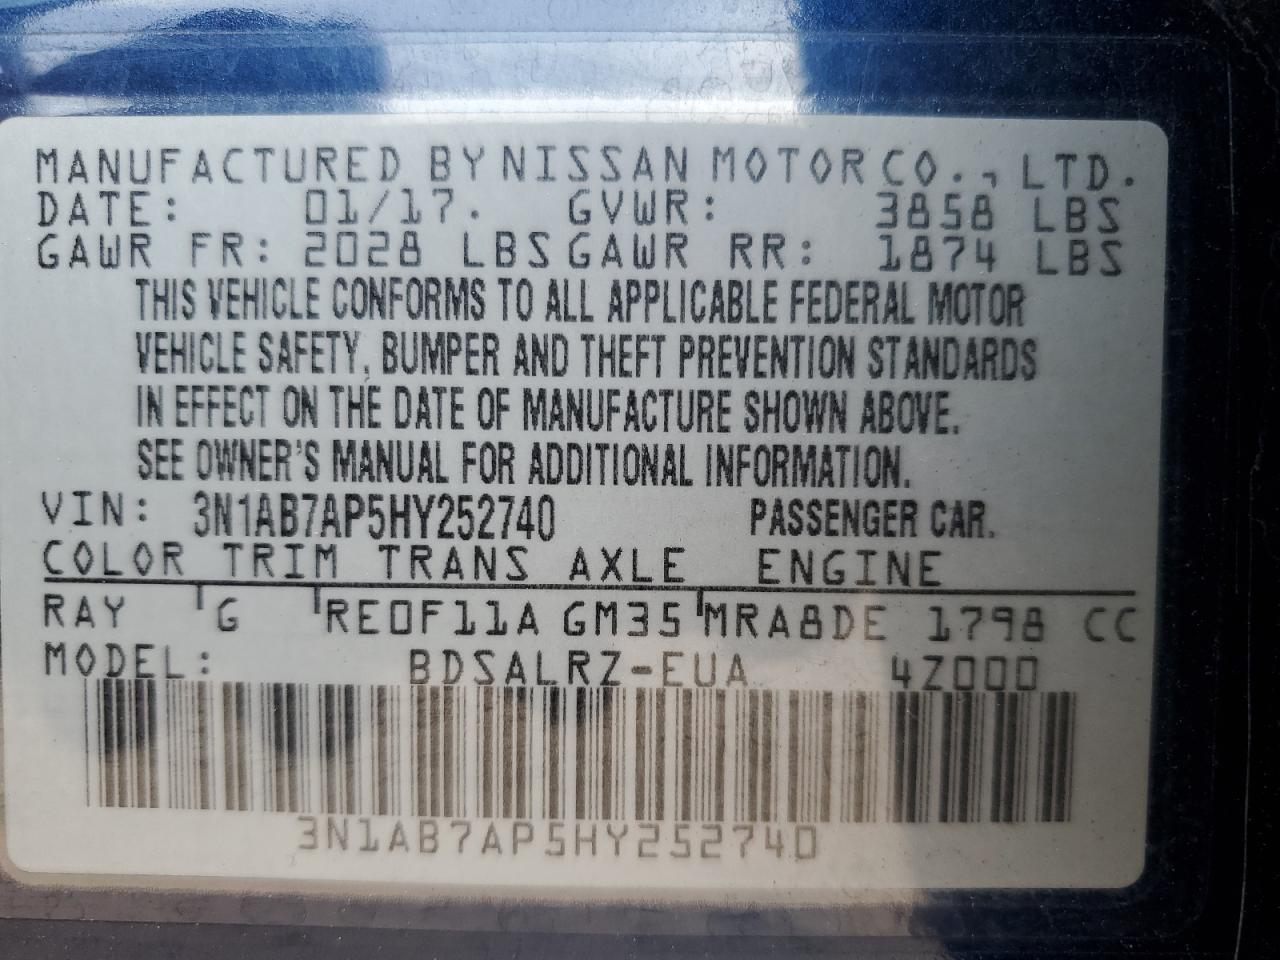 MANUFACTURED BY NISSAN MOTOR CO., LTD.
DATE: 01/17. GVWR: 3858 LBS
GAWR FR: 2028 LBS GAWR RR: 1874 LBS
THIS VEHICLE CONFORMS TO ALL APPLICABLE FEDERAL MOTOR
VEHICLE SAFETY, BUMPER AND THEFT PREVENTION STANDARDS
IN EFFECT ON THE DATE OF MANUFACTURE SHOWN ABOVE.
SEE OWNER'S MANUAL FOR ADDITIONAL INFORMATION.
VIN: 3N1AB7AP5HY252740 PASSENGER CAR.
COLOR TRIM TRANS AXLE ENGINE
RAY G RE0F11A GM35 MRA8DE 1798 CC
MODEL: BDSALRZ-EUA 4Z000
3N1AB7AP5HY252740